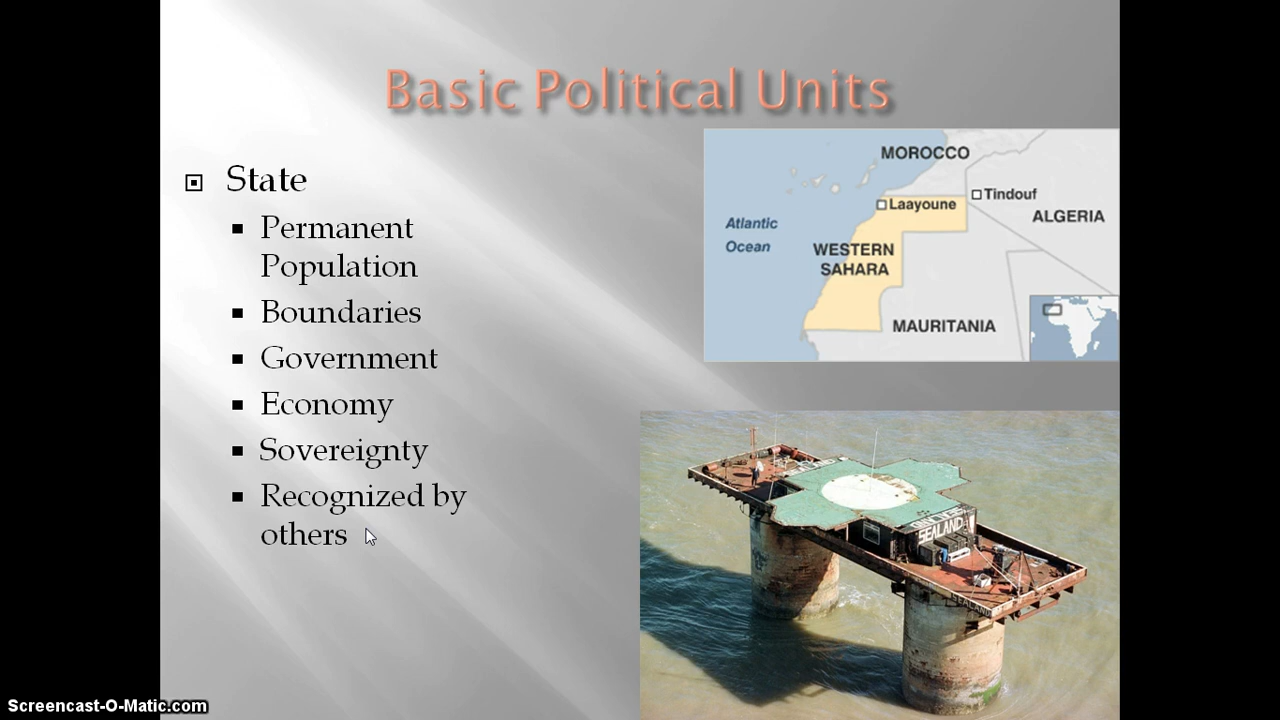 Basic Political Units
State
Permanent
Population
Boundaries
Government
Economy
Sovereignty
Recognized by
others
MOROCCO
Tindouf
Laayoune
ALGERIA
Atlantic
Ocean
WESTERN
SAHARA
MAURITANIA
SEALAND
Screencast-O-Matic.com